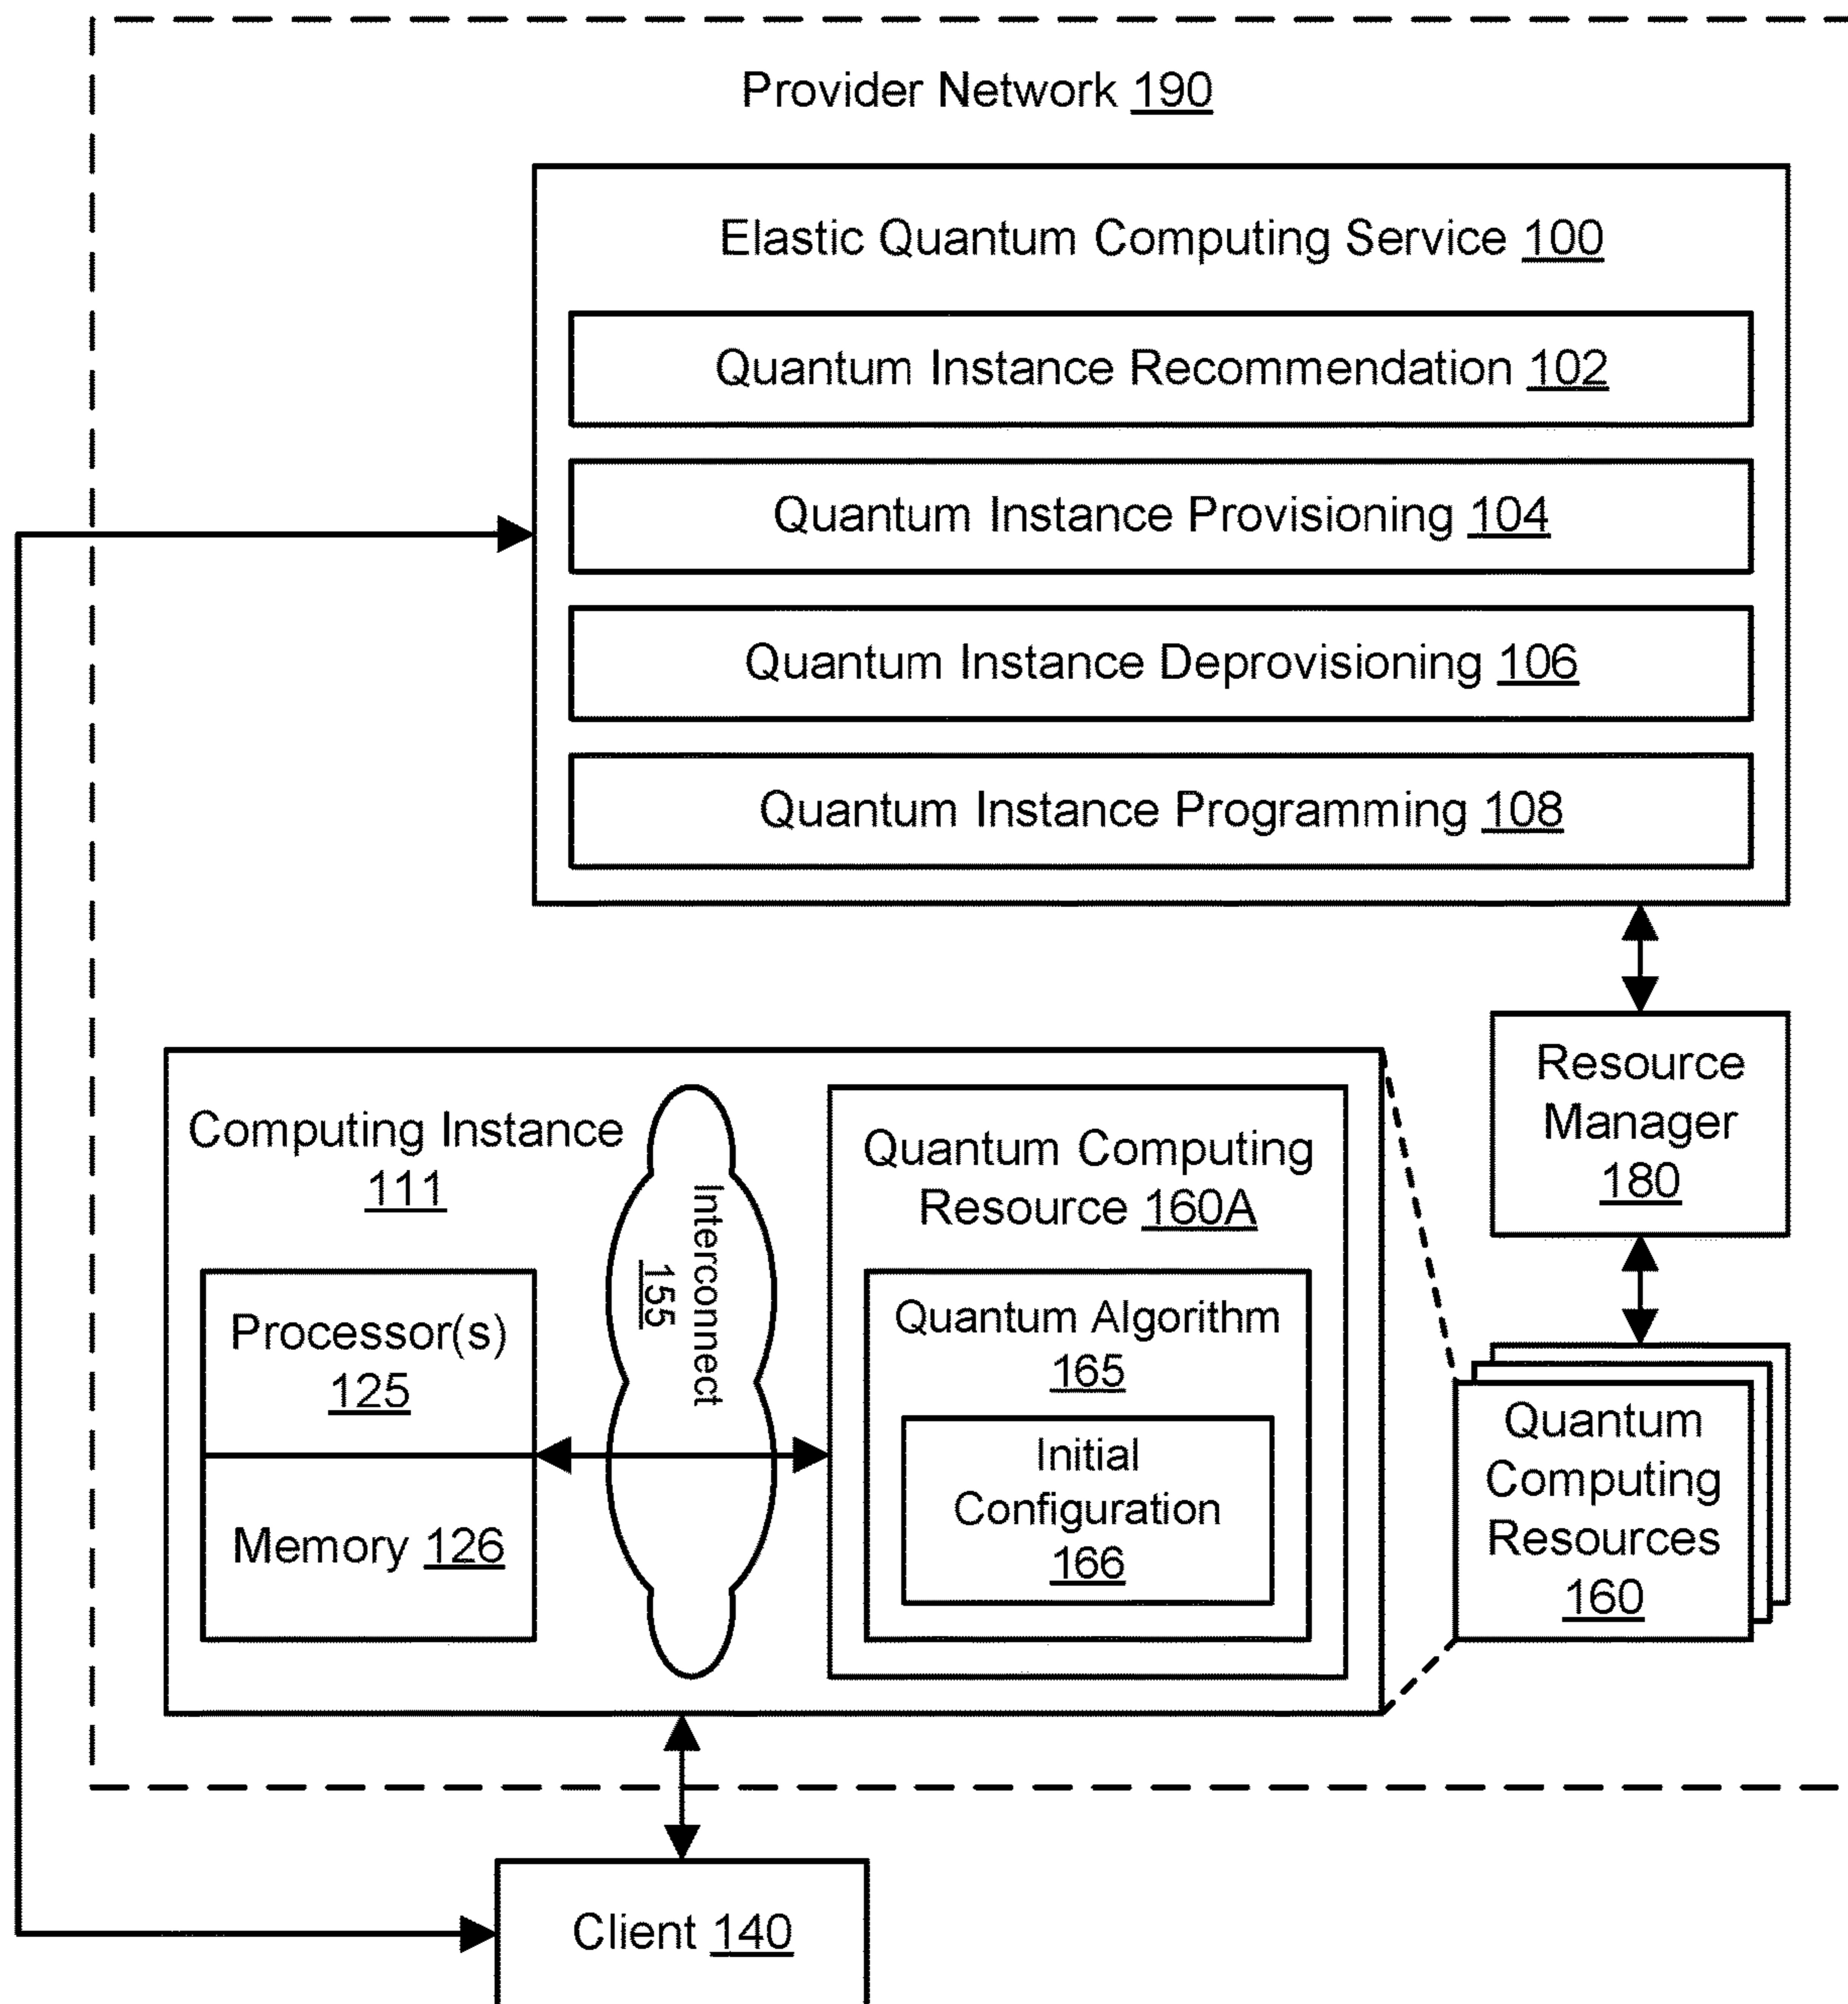 Provider Network 190
Elastic Quantum Computing Service 100
Quantum Instance Recommendation 102
Quantum Instance Provisioning 104
Quantum Instance Deprovisioning 106
Quantum Instance Programming 108
Resource
Manager
180
Computing Instance
111
Processor(s)
125
Memory 126
Interconnect
155
Quantum Computing
Resource 160A
Quantum Algorithm
165
Initial
Configuration
166
Quantum
Computing
Resources
160
Client 140